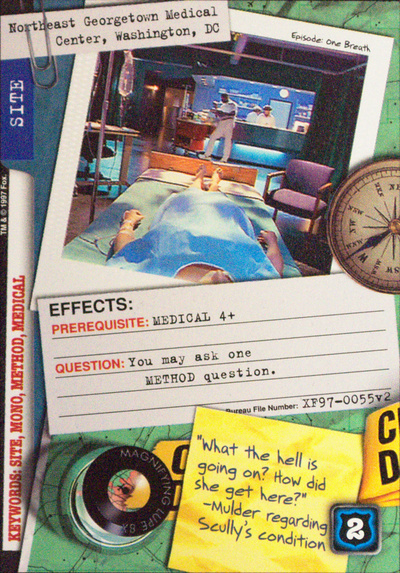 Northeast Georgetown Medical
Center, Washington, DC
Episode: One Breath
SITE
TM & © 1997 Fox.
EFFECTS:
PREREQUISITE: MEDICAL 4+
QUESTION: You may ask one
METHOD question.
Bureau File Number: XF97-0055v2
KEYWORDS: SITE, MONO, METHOD, MEDICAL
MAGNIFYING LUPE 8X
"What the hell is
going on? How did
she get here?"
-Mulder regarding
Scully's condition
2